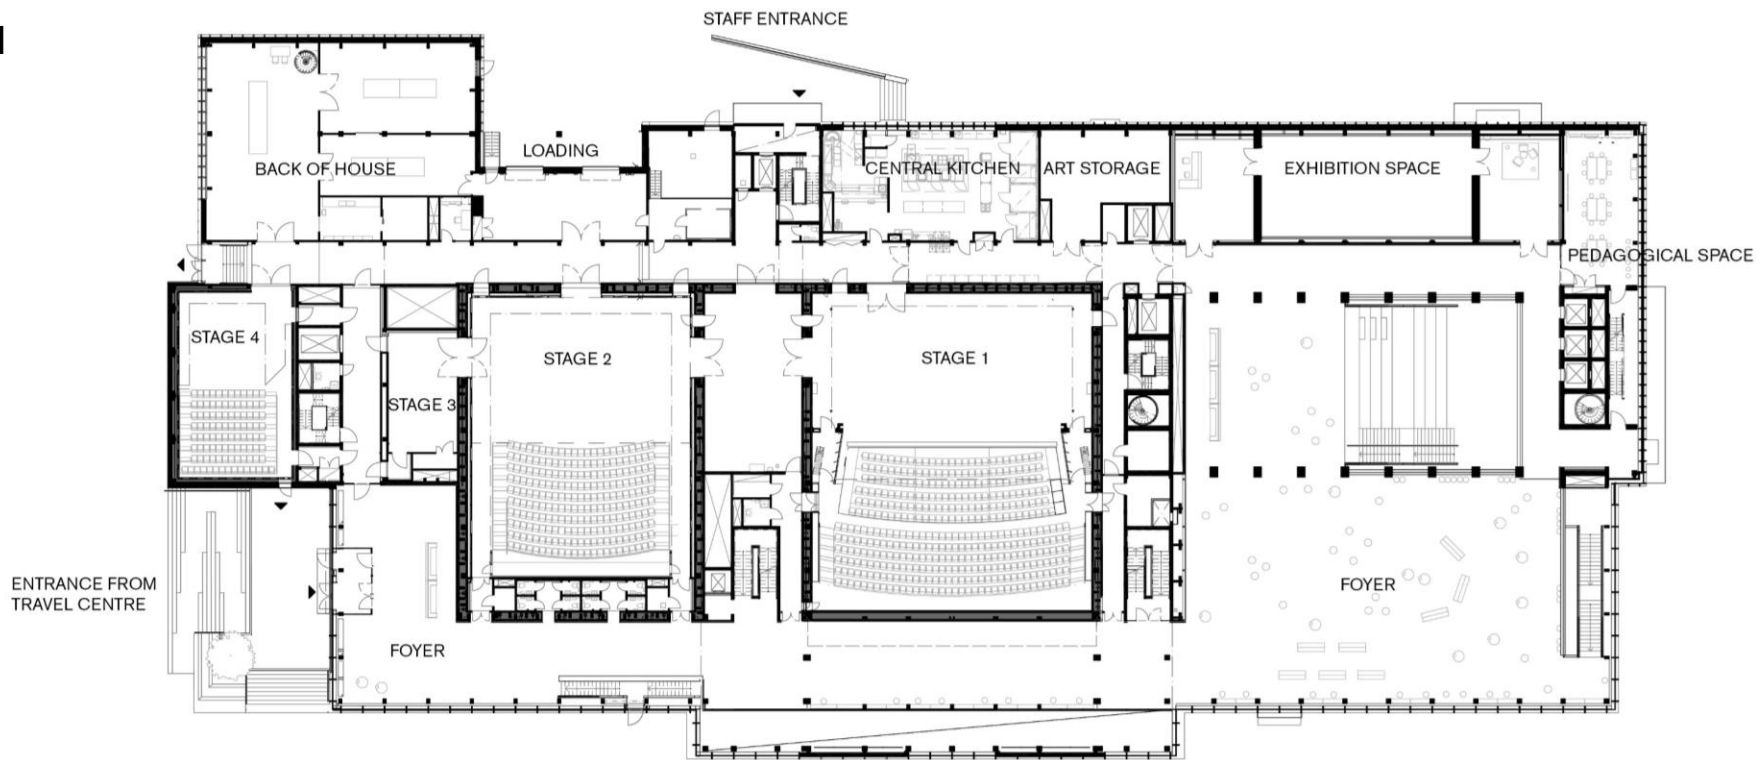 STAFF ENTRANCE
LOADING
BACK OF HOUSE
CENTRAL KITCHEN
ART STORAGE
EXHIBITION SPACE
PEDAGOGICAL SPACE
STAGE 4
STAGE 3
STAGE 2
STAGE 1
ENTRANCE FROM
TRAVEL CENTRE
FOYER
FOYER